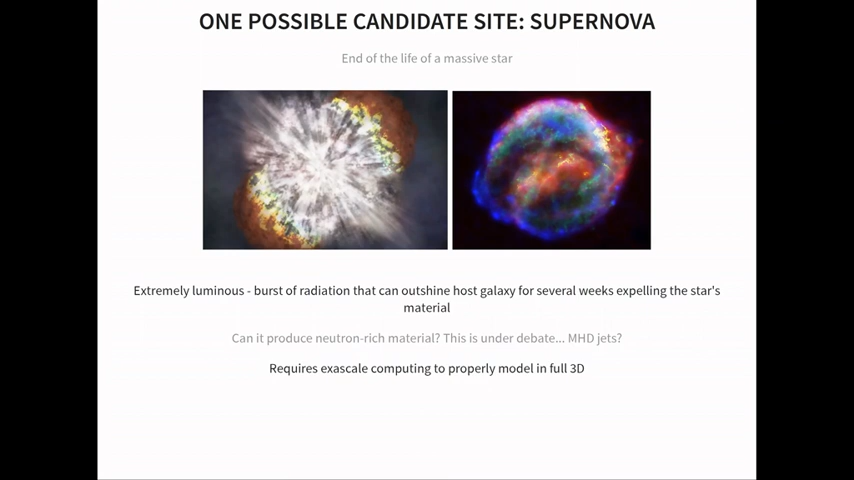 ONE POSSIBLE CANDIDATE SITE: SUPERNOVA
End of the life of a massive star
Extremely luminous - burst of radiation that can outshine host galaxy for several weeks expelling the star's
material
Can it produce neutron-rich material? This is under debate... MHD jets?
Requires exascale computing to properly model in full 3D